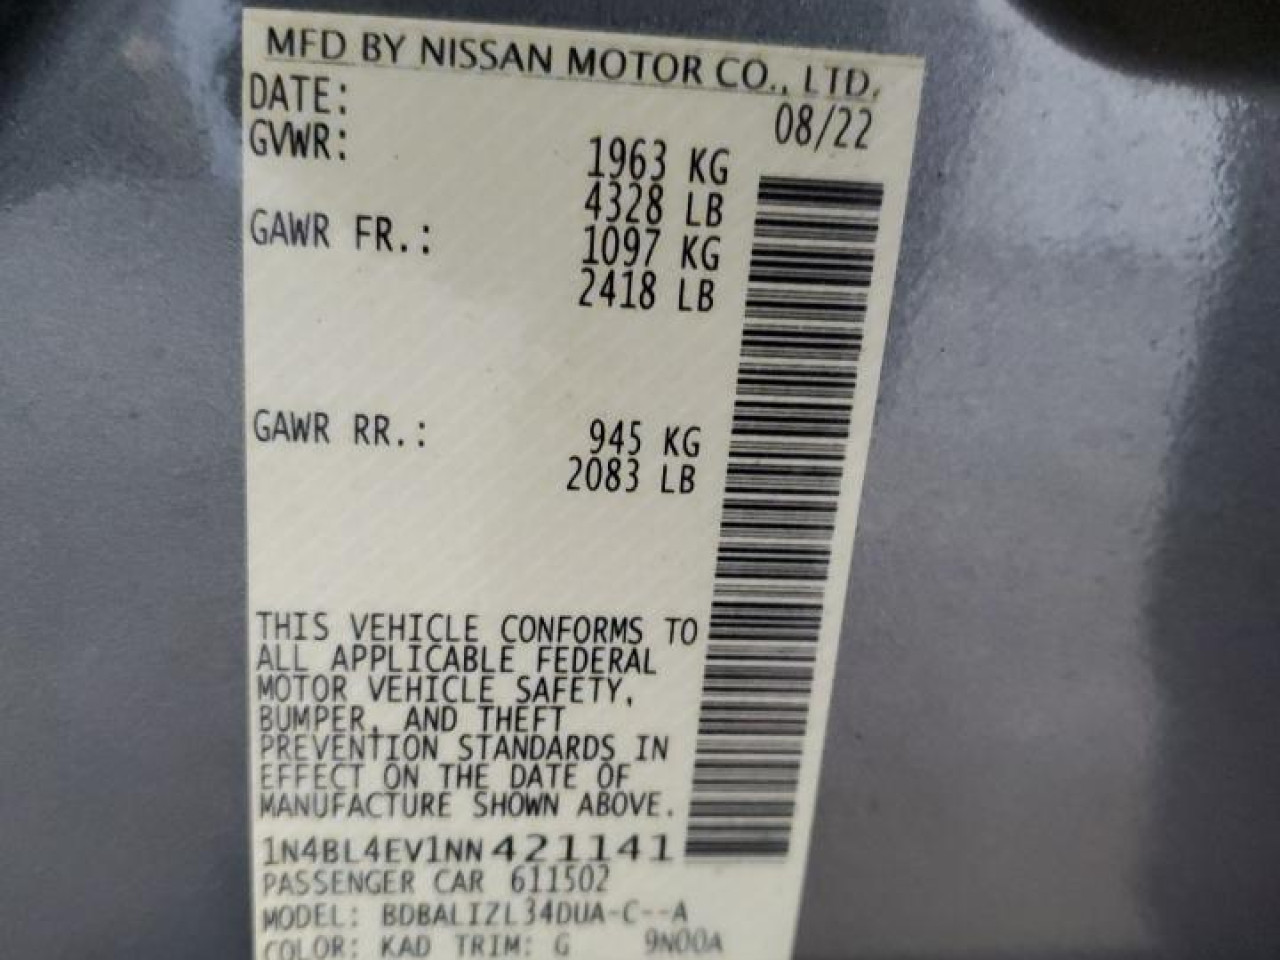 MFD BY NISSAN MOTOR CO., LTD.
DATE: 08/22
GVWR: 1963 KG
4328 LB
GAWR FR.: 1097 KG
2418 LB
GAWR RR.: 945 KG
2083 LB
THIS VEHICLE CONFORMS TO
ALL APPLICABLE FEDERAL
MOTOR VEHICLE SAFETY,
BUMPER, AND THEFT
PREVENTION STANDARDS IN
EFFECT ON THE DATE OF
MANUFACTURE SHOWN ABOVE.
1N4BL4EV1NN421141
PASSENGER CAR 611502
MODEL: BDBALIZL34DUA-C--A
COLOR: KAD TRIM: G 9N00A